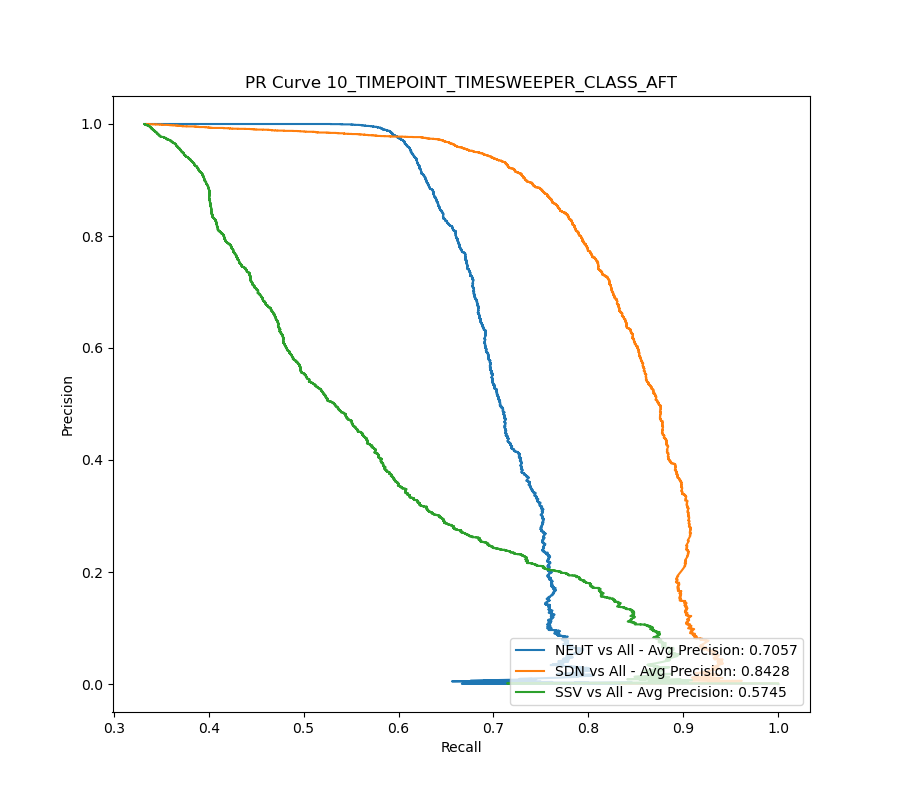 PR Curve 10_TIMEPOINT_TIMESWEEPER_CLASS_AFT
1.0
0.8
0.6
0.4
0.2
0.0
Precision
NEUT vs All - Avg Precision: 0.7057
SDN vs All - Avg Precision: 0.8428
SSV vs All - Avg Precision: 0.5745
0.3 0.4 0.5 0.6 0.7 0.8 0.9 1.0
Recall